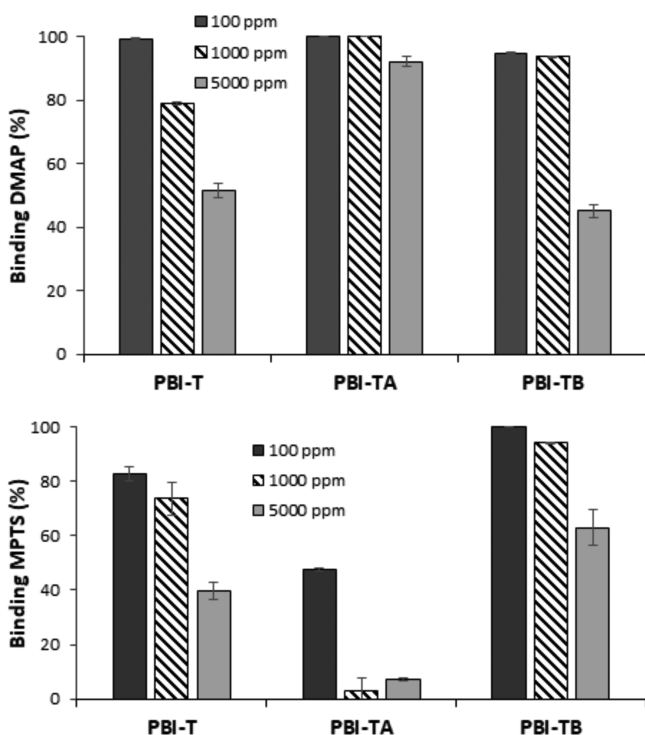 100 ppm
1000 ppm
5000 ppm
Binding DMAP (%)
100
80
60
40
20
0
PBI-T PBI-TA PBI-TB
100 ppm
1000 ppm
5000 ppm
Binding MPTS (%)
100
80
60
40
20
0
PBI-T PBI-TA PBI-TB